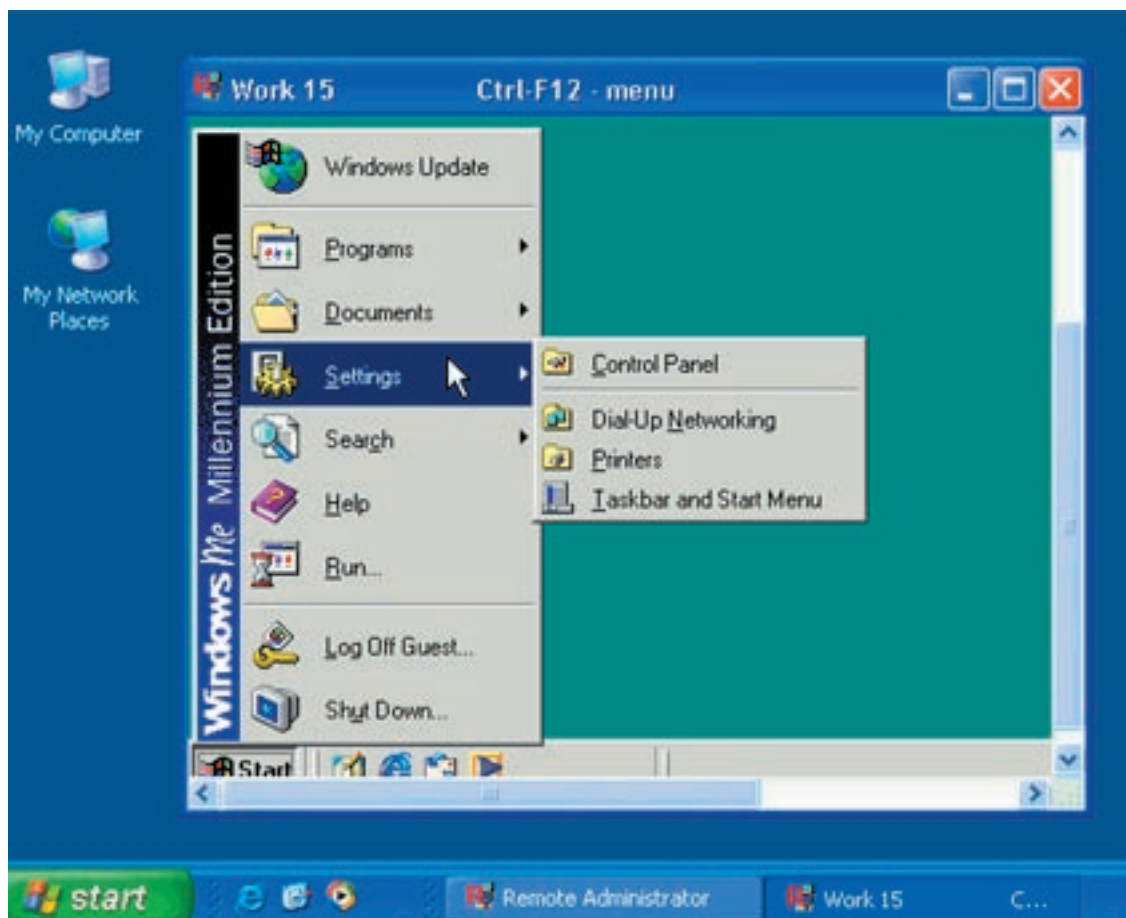 My Computer
My Network
Places
Work 15 Ctrl-F12 - menu
Windows Me Millennium Edition
Windows Update
Programs
Documents
Settings
Search
Help
Run...
Log Off Guest...
Shut Down...
Control Panel
Dial-Up Networking
Printers
Taskbar and Start Menu
Start
start
Remote Administrator
Work 15 C...